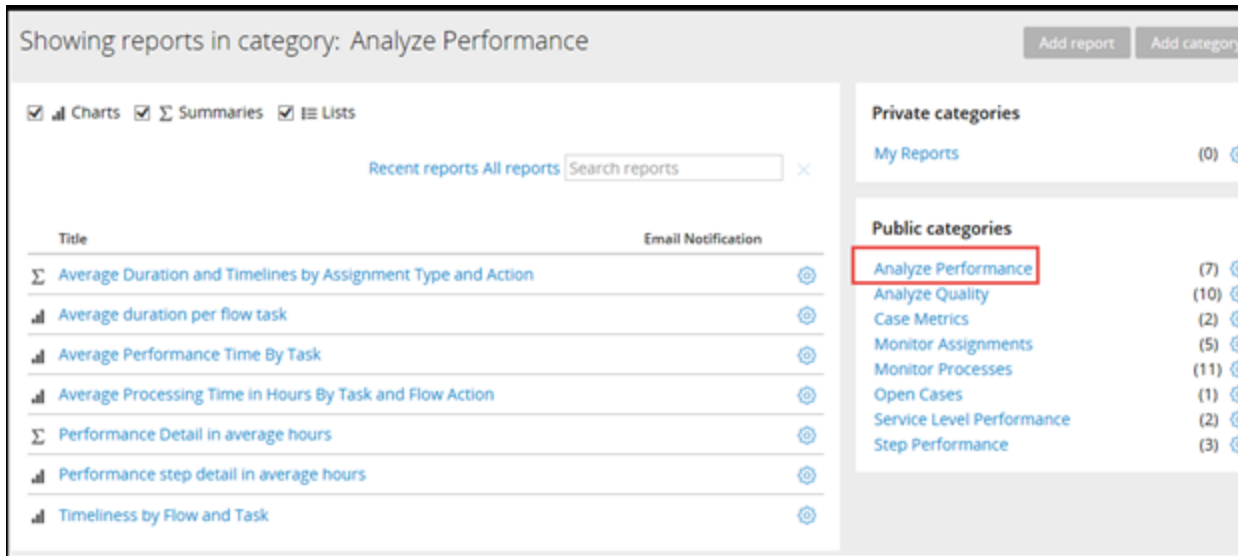 Showing reports in category: Analyze Performance
Add report
Add category
Charts Σ Summaries Lists
Recent reports All reports Search reports
Title Email Notification
Σ Average Duration and Timelines by Assignment Type and Action
Average duration per flow task
Average Performance Time By Task
Average Processing Time in Hours By Task and Flow Action
Σ Performance Detail in average hours
Performance step detail in average hours
Timeliness by Flow and Task
Private categories
My Reports (0)
Public categories
Analyze Performance (7)
Analyze Quality (10)
Case Metrics (2)
Monitor Assignments (5)
Monitor Processes (11)
Open Cases (1)
Service Level Performance (2)
Step Performance (3)